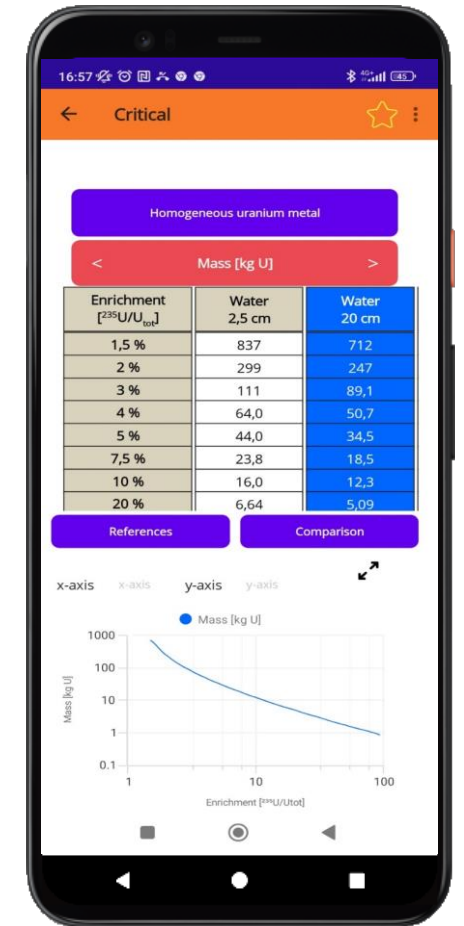 16:57
45
Critical
Homogeneous uranium metal
< Mass [kg U] >
Enrichment [²³⁵U/Uₜₒₜ] Water 2,5 cm Water 20 cm
1,5 % 837 712
2 % 299 247
3 % 111 89,1
4 % 64,0 50,7
5 % 44,0 34,5
7,5 % 23,8 18,5
10 % 16,0 12,3
20 % 6,64 5,09
References Comparison
x-axis x-axis y-axis y-axis
Mass [kg U]
1000
100
10
1
0.1
Mass [kg U]
1 10 100
Enrichment [²³⁵U/Utot]